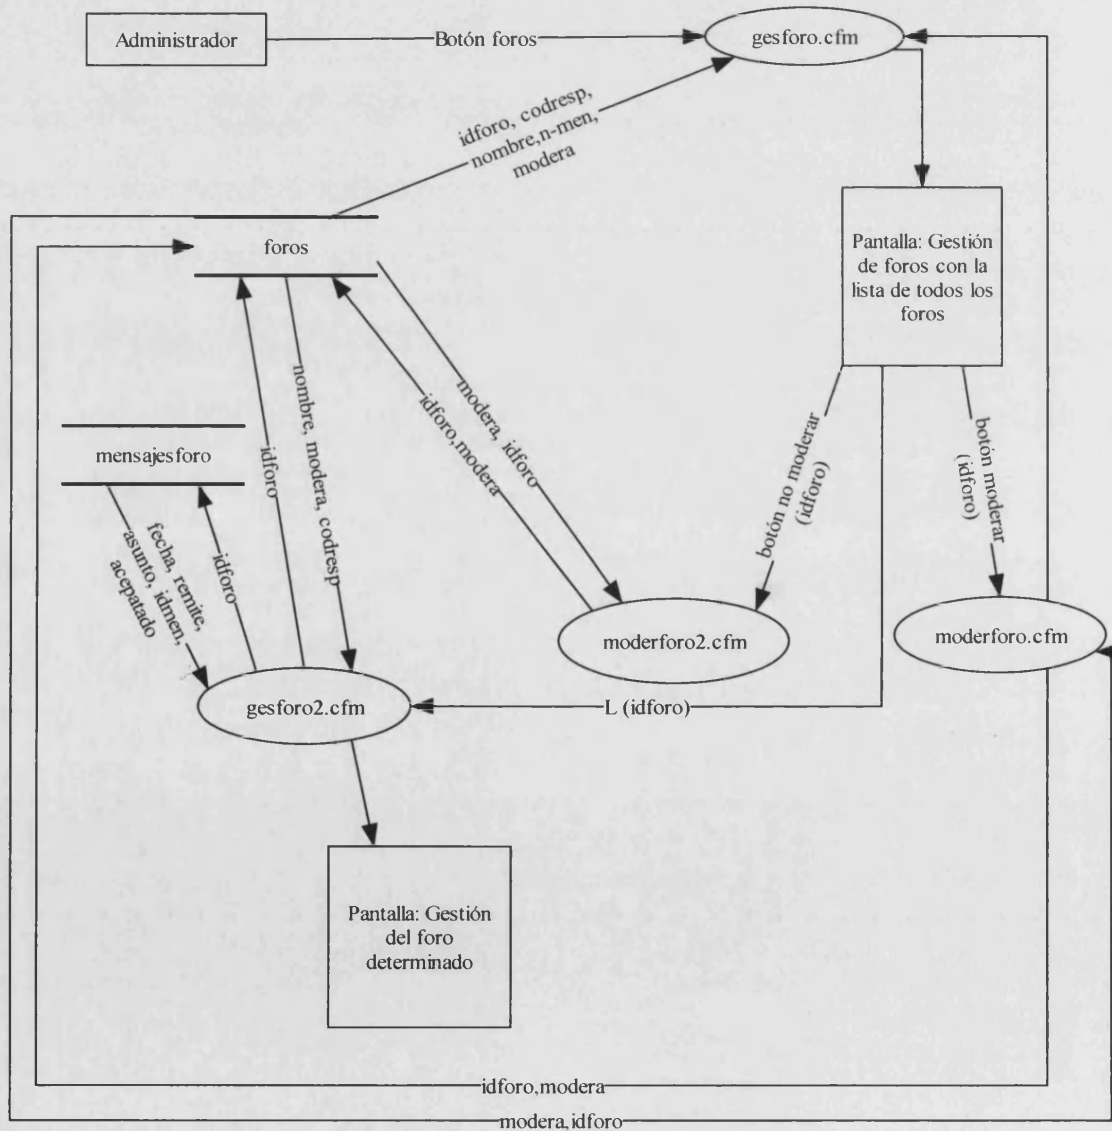 Administrador
Botón foros
gesforo.cfm
idforo, codresp,
nombre,n-men,
modera
foros
Pantalla: Gestión
de foros con la
lista de todos los
foros
mensajesforo
idforo
nombre, modera, codresp
idforo,modera
modera, idforo
botón no moderar
(idforo)
botón moderar
(idforo)
fecha, remite,
asunto, idmen,
acepatado
idforo
moderforo2.cfm
moderforo.cfm
gesforo2.cfm
L (idforo)
Pantalla: Gestión
del foro
determinado
idforo,modera
modera,idforo